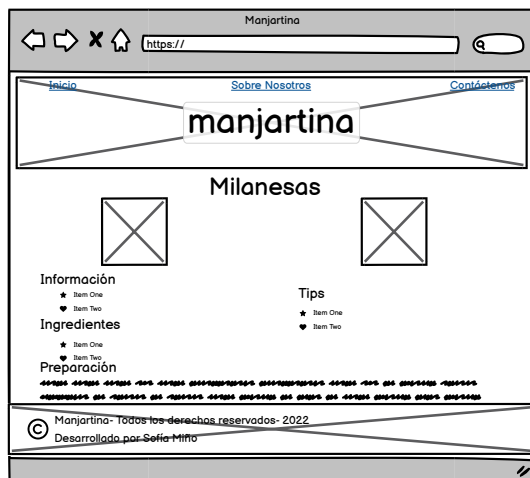 Manjartina
https://
Inicio Sobre Nosotros Contáctenos
manjartina
Milanesas
Información
Item One
Item Two
Ingredientes
Item One
Item Two
Tips
Item One
Item Two
Preparación
© Manjartina- Todos los derechos reservados- 2022
Desarrollado por Sofía Miño